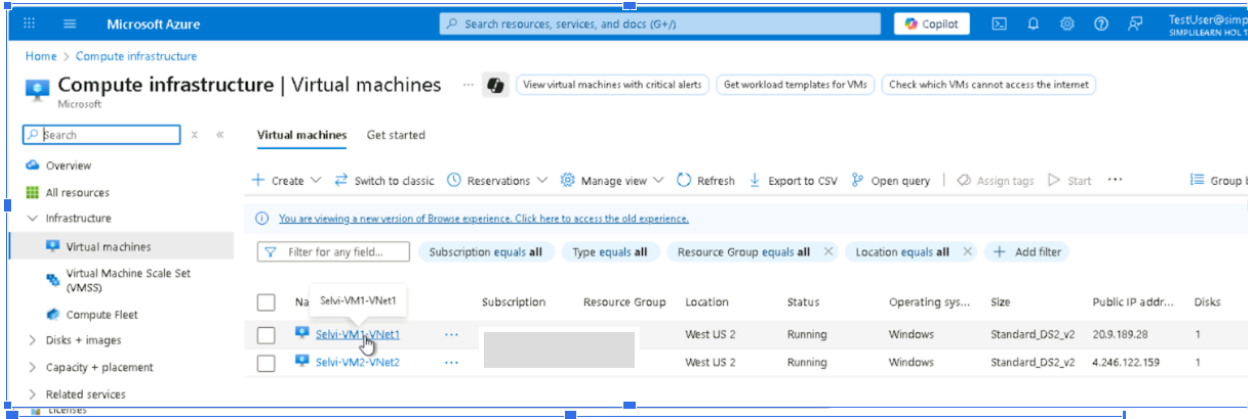 Microsoft Azure
Search resources, services, and docs (G+/)
Copilot
TestUser@simp
SIMPLILEARN HOL T
Home > Compute infrastructure
Compute infrastructure | Virtual machines
Microsoft
View virtual machines with critical alerts
Get workload templates for VMs
Check which VMs cannot access the internet
Search
Virtual machines
Get started
Overview
All resources
Infrastructure
Virtual machines
Virtual Machine Scale Set
(VMSS)
Compute Fleet
Disks + images
Capacity + placement
Related services
Licenses
Create
Switch to classic
Reservations
Manage view
Refresh
Export to CSV
Open query
Assign tags
Start
Group b
You are viewing a new version of Browse experience. Click here to access the old experience.
Filter for any field...
Subscription equals all
Type equals all
Resource Group equals all
Location equals all
Add filter
Selvi-VM1-VNet1
Na Subscription Resource Group Location Status Operating sys... Size Public IP addr... Disks
Selvi-VM1-VNet1 ... West US 2 Running Windows Standard_DS2_v2 20.9.189.28 1
Selvi-VM2-VNet2 ... West US 2 Running Windows Standard_DS2_v2 4.246.122.159 1